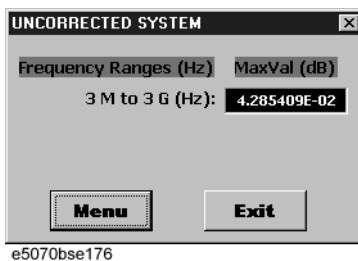 UNCORRECTED SYSTEM
Frequency Ranges (Hz) MaxVal (dB)
3 M to 3 G (Hz): 4.285409E-02
Menu Exit
e5070bse176